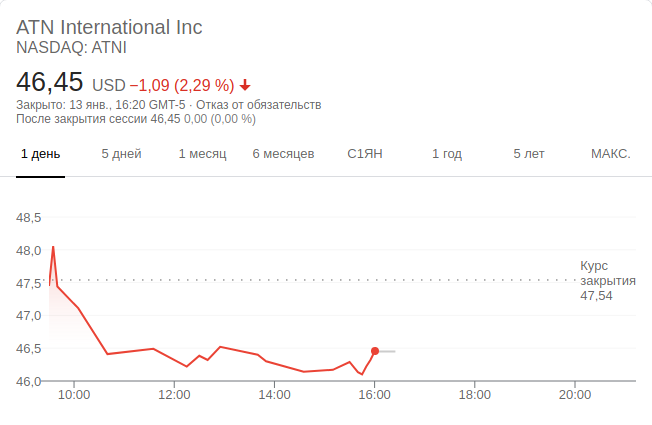 ATN International Inc
NASDAQ: ATNI
46,45 USD −1,09 (2,29 %)
Закрыто: 13 янв., 16:20 GMT-5 · Отказ от обязательств
После закрытия сессии 46,45 0,00 (0,00 %)
1 день 5 дней 1 месяц 6 месяцев С1ЯН 1 год 5 лет МАКС.
48,5
48,0
Курс
закрытия
47,54
47,5
47,0
46,5
46,0
10:00 12:00 14:00 16:00 18:00 20:00